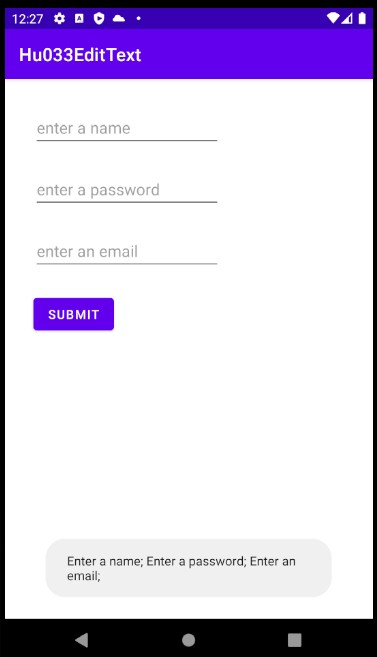 12:27
Hu033EditText
enter a name
enter a password
enter an email
SUBMIT
Enter a name; Enter a password; Enter an
email;